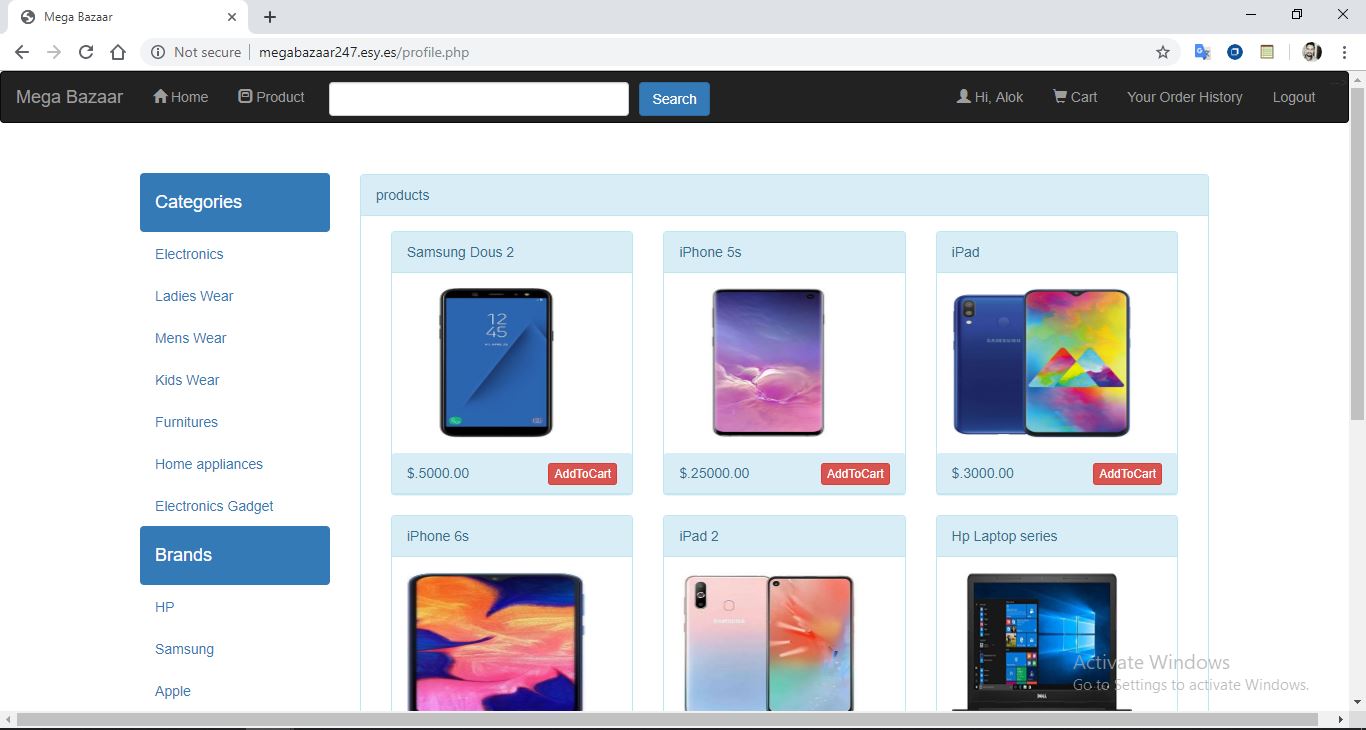 Mega Bazaar
Not secure megabazaar247.esy.es/profile.php
Mega Bazaar Home Product Search Hi, Alok Cart Your Order History Logout
Categories
Electronics
Ladies Wear
Mens Wear
Kids Wear
Furnitures
Home appliances
Electronics Gadget
Brands
HP
Samsung
Apple
products
Samsung Dous 2 iPhone 5s iPad
12
45
SAMSUNG
$.5000.00 AddToCart $.25000.00 AddToCart $.3000.00 AddToCart
iPhone 6s iPad 2 Hp Laptop series
SAMSUNG
DELL
Activate Windows
Go to Settings to activate Windows.